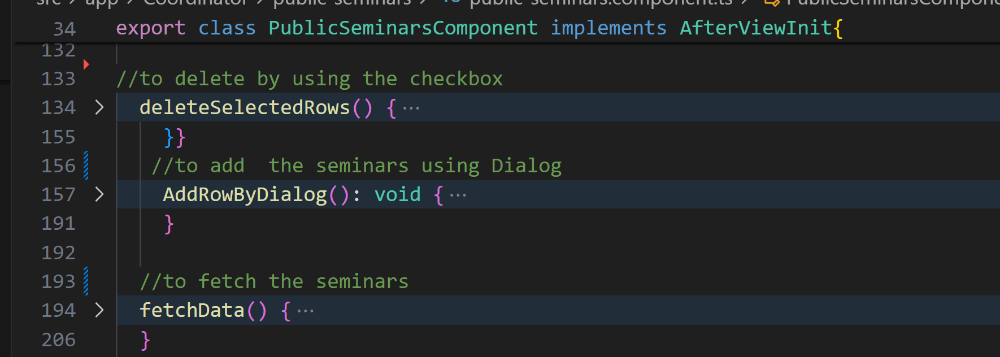 src > app > Coordinator > public-seminars > TS public-seminars.component.ts > PublicSeminarsCompone
34 export class PublicSeminarsComponent implements AfterViewInit{
132
133 //to delete by using the checkbox
134 > deleteSelectedRows() { ···
155 }}
156 //to add  the seminars using Dialog
157 > AddRowByDialog(): void { ···
191 }
192
193 //to fetch the seminars
194 > fetchData() { ···
206 }